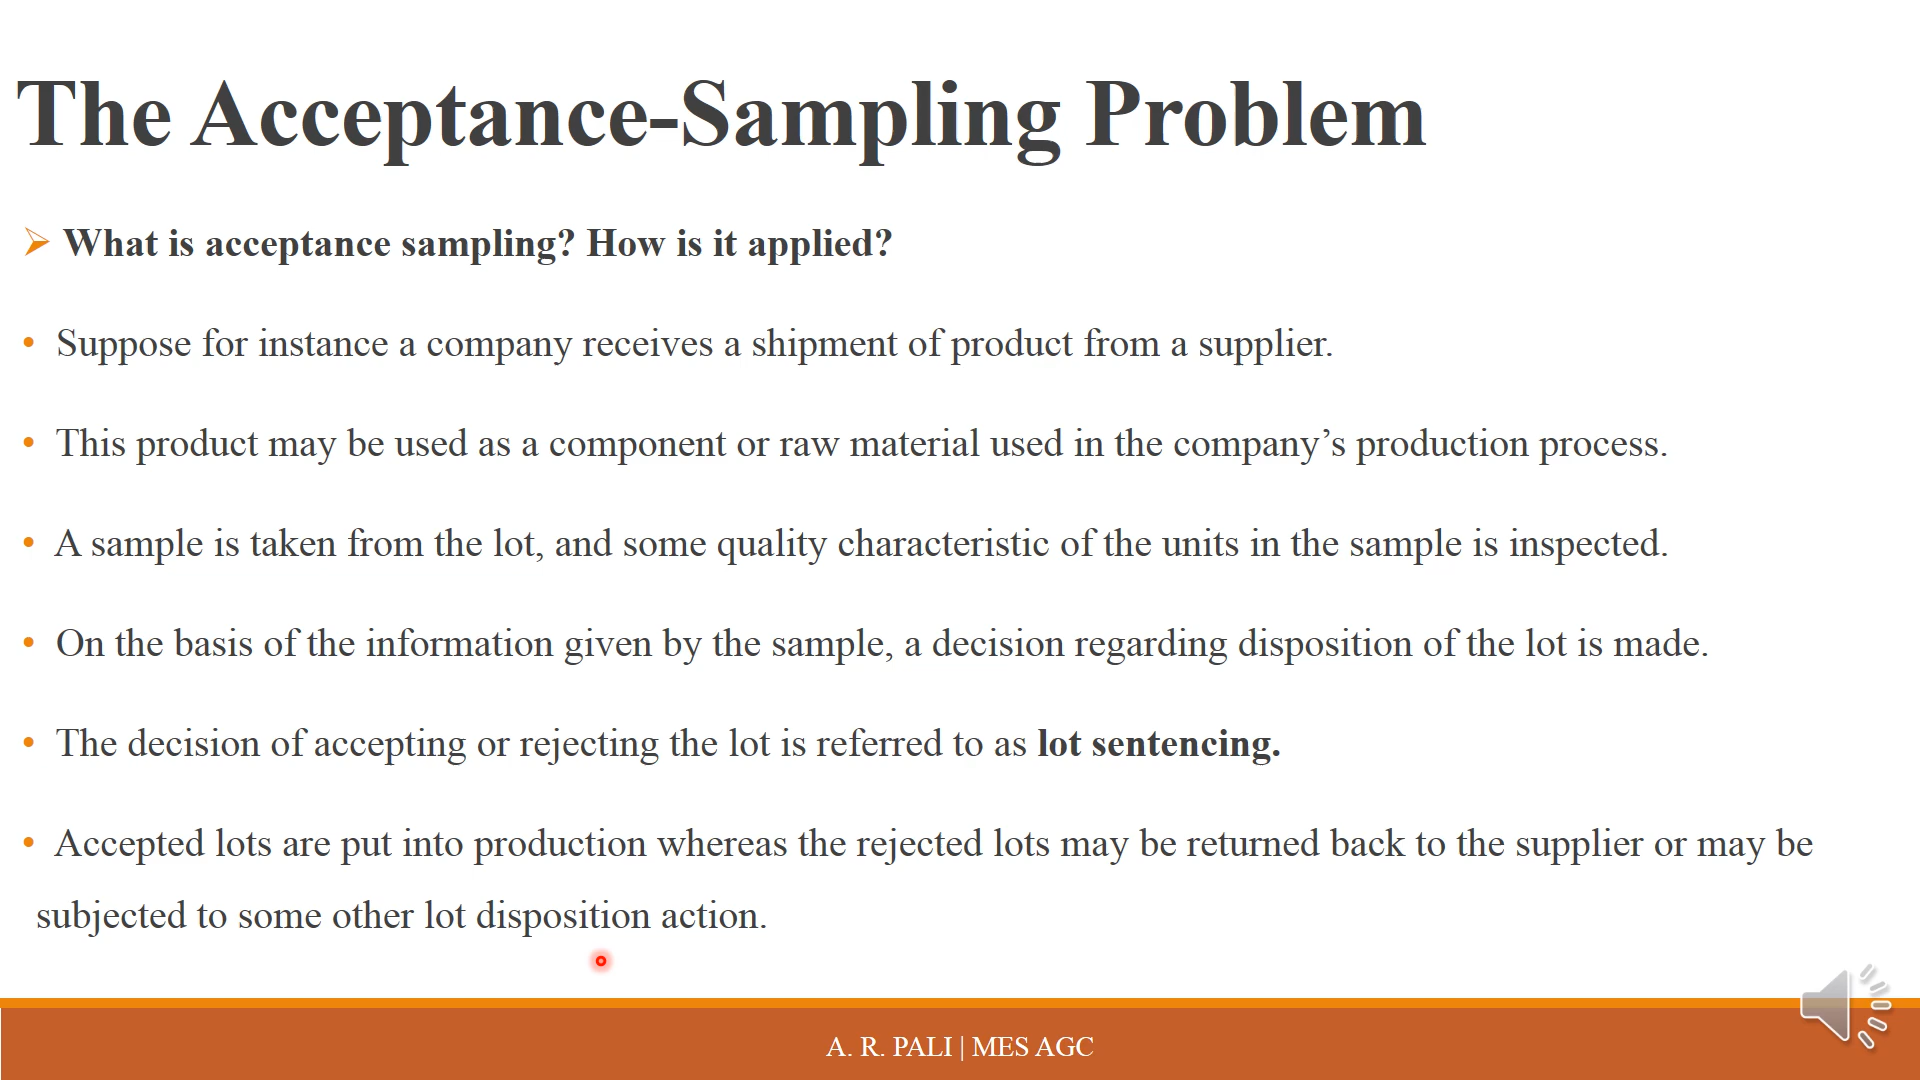 The Acceptance-Sampling Problem
What is acceptance sampling? How is it applied?
Suppose for instance a company receives a shipment of product from a supplier.
This product may be used as a component or raw material used in the company’s production process.
A sample is taken from the lot, and some quality characteristic of the units in the sample is inspected.
On the basis of the information given by the sample, a decision regarding disposition of the lot is made.
The decision of accepting or rejecting the lot is referred to as lot sentencing.
Accepted lots are put into production whereas the rejected lots may be returned back to the supplier or may be
subjected to some other lot disposition action.
A. R. PALI | MES AGC